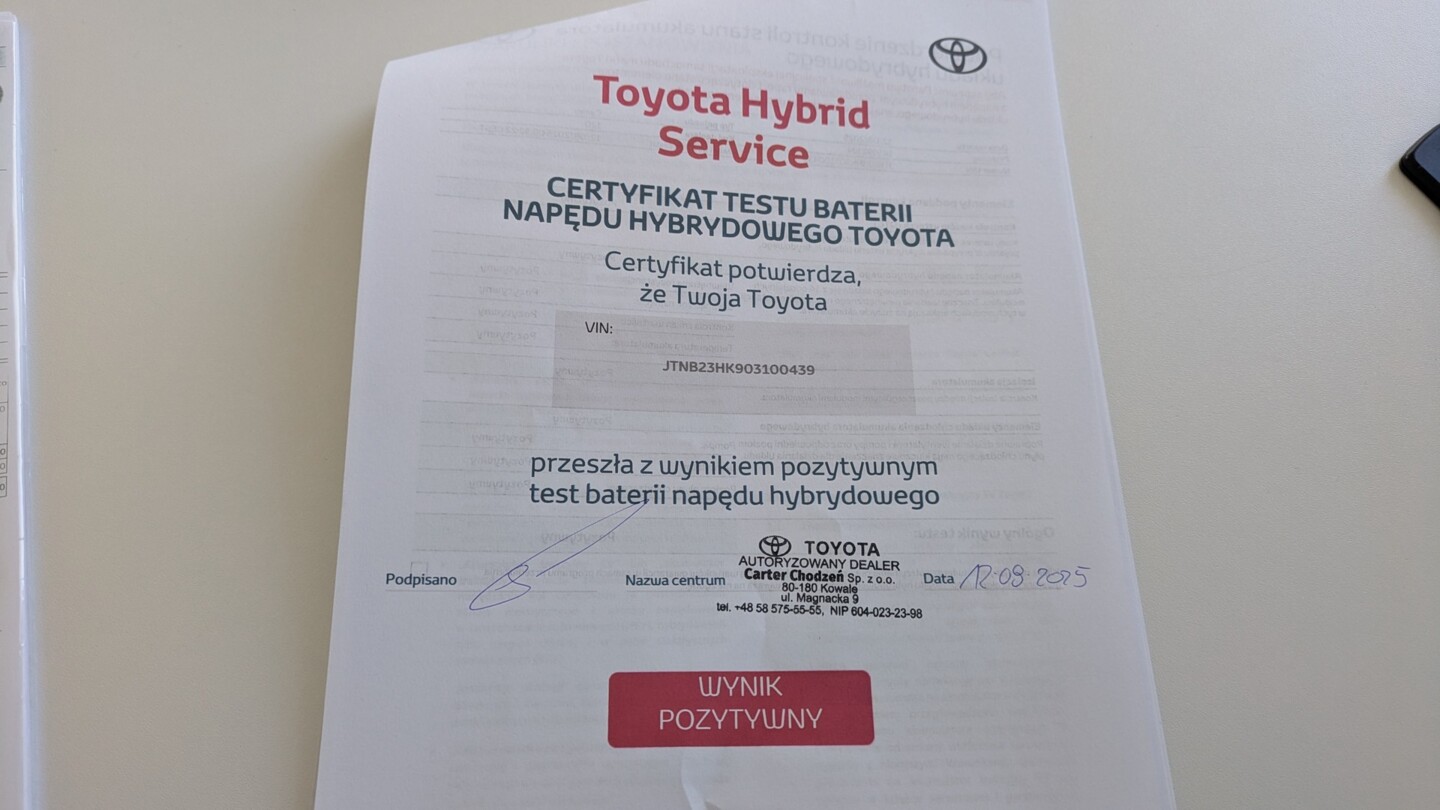 Toyota Hybrid
Service
CERTYFIKAT TESTU BATERII
NAPĘDU HYBRYDOWEGO TOYOTA
Certyfikat potwierdza,
że Twoja Toyota
VIN:
JTNB23HK903100439
przeszła z wynikiem pozytywnym
test baterii napędu hybrydowego
Podpisano
Nazwa centrum
TOYOTA
AUTORYZOWANY DEALER
Carter Chodzeń Sp. z o.o.
80-180 Kowale
ul. Magnacka 9
tel. +48 58 575-55-55, NIP 604-023-23-98
Data 12.09.2025
WYNIK
POZYTYWNY